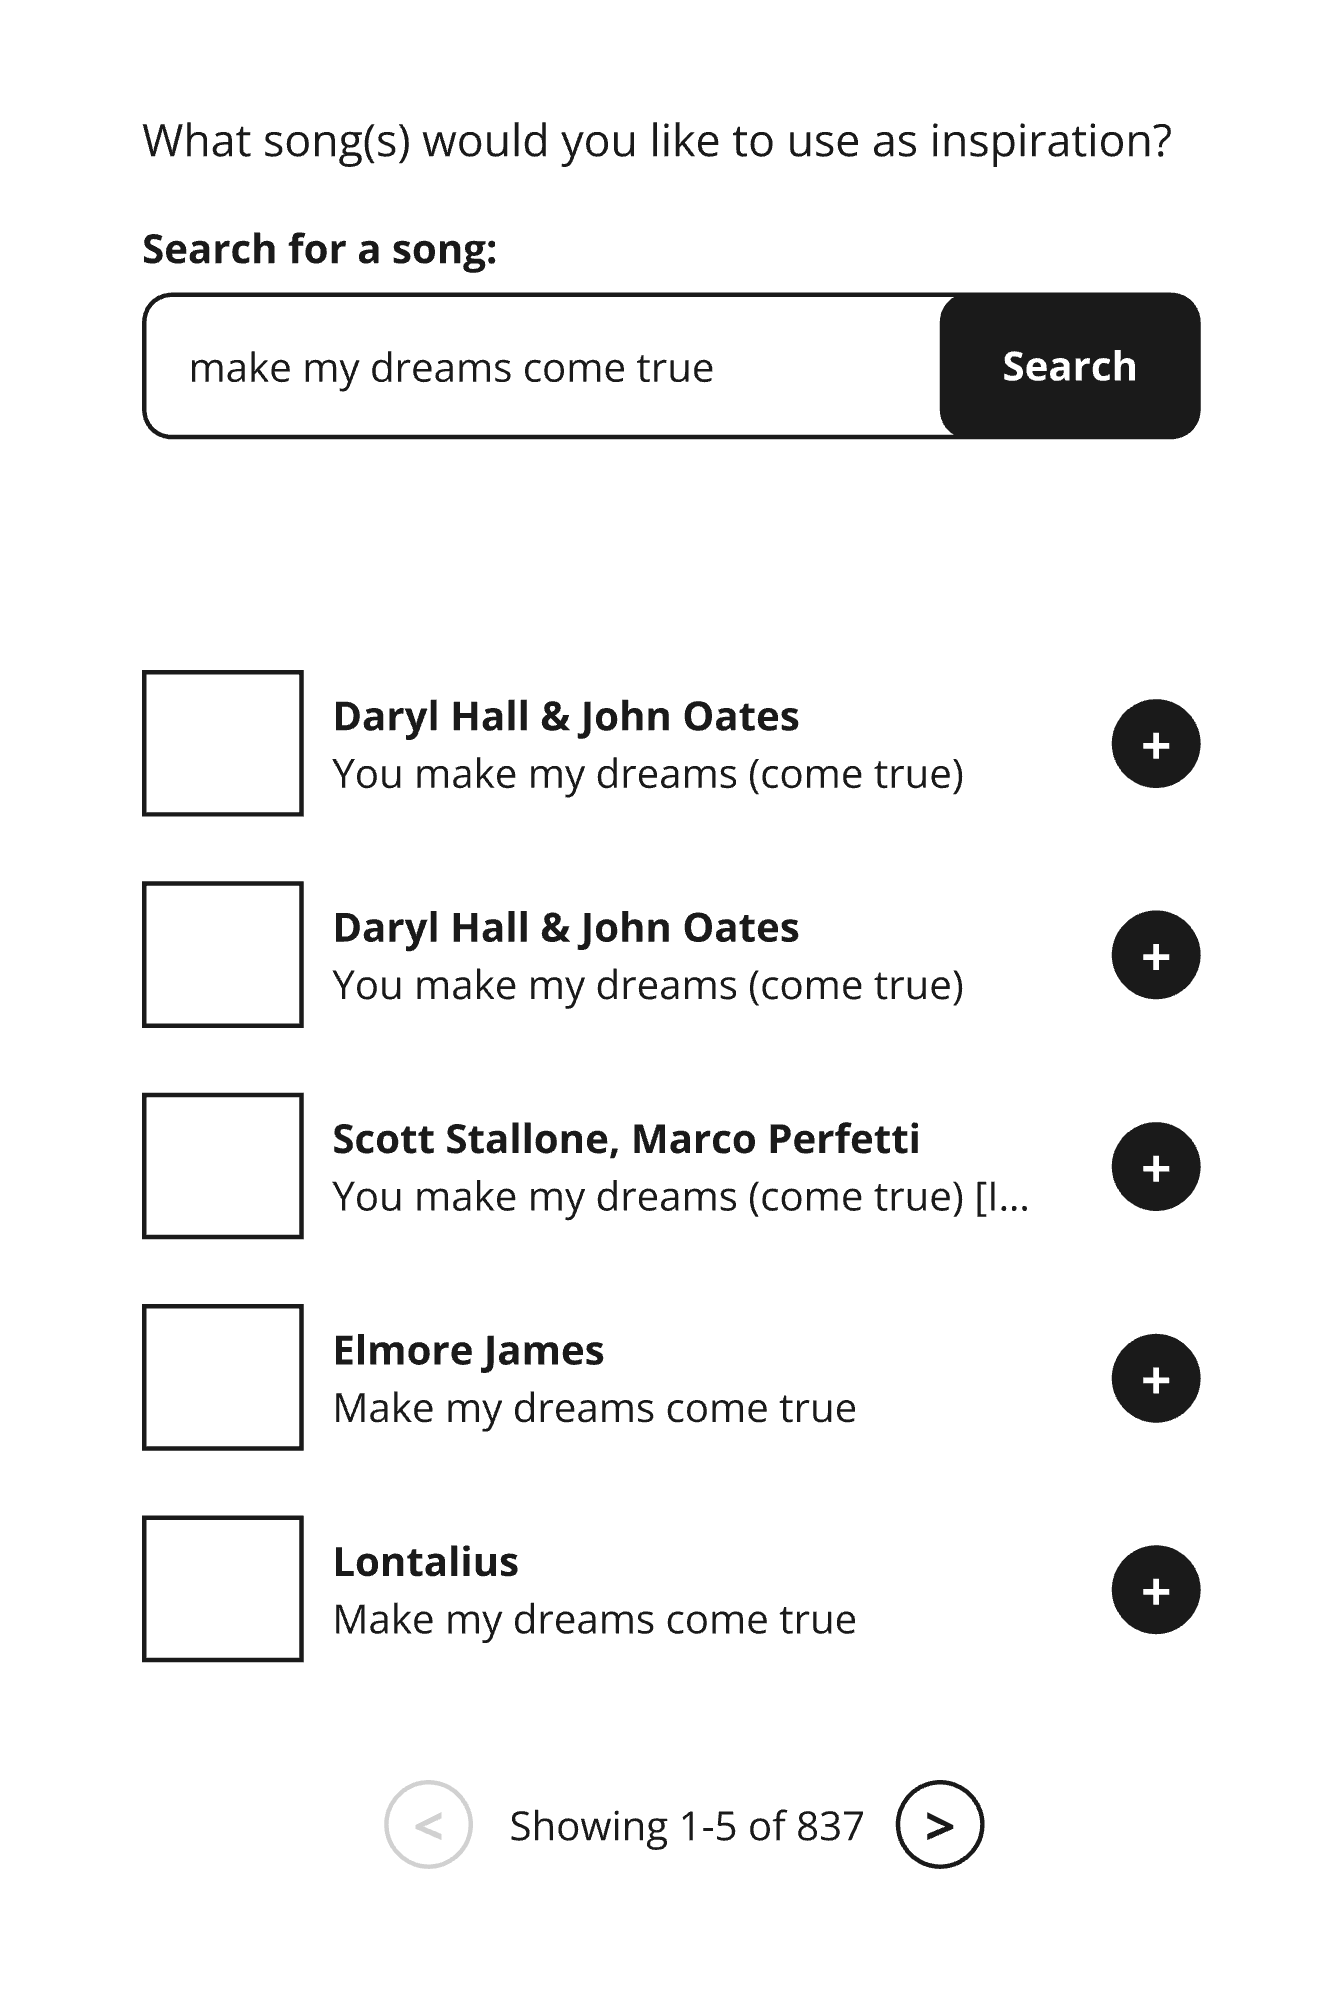 What song(s) would you like to use as inspiration?
Search for a song:
make my dreams come true
Search
Daryl Hall & John Oates
You make my dreams (come true)
+
Daryl Hall & John Oates
You make my dreams (come true)
+
Scott Stallone, Marco Perfetti
You make my dreams (come true) [l...
+
Elmore James
Make my dreams come true
+
Lontalius
Make my dreams come true
+
< Showing 1-5 of 837 >